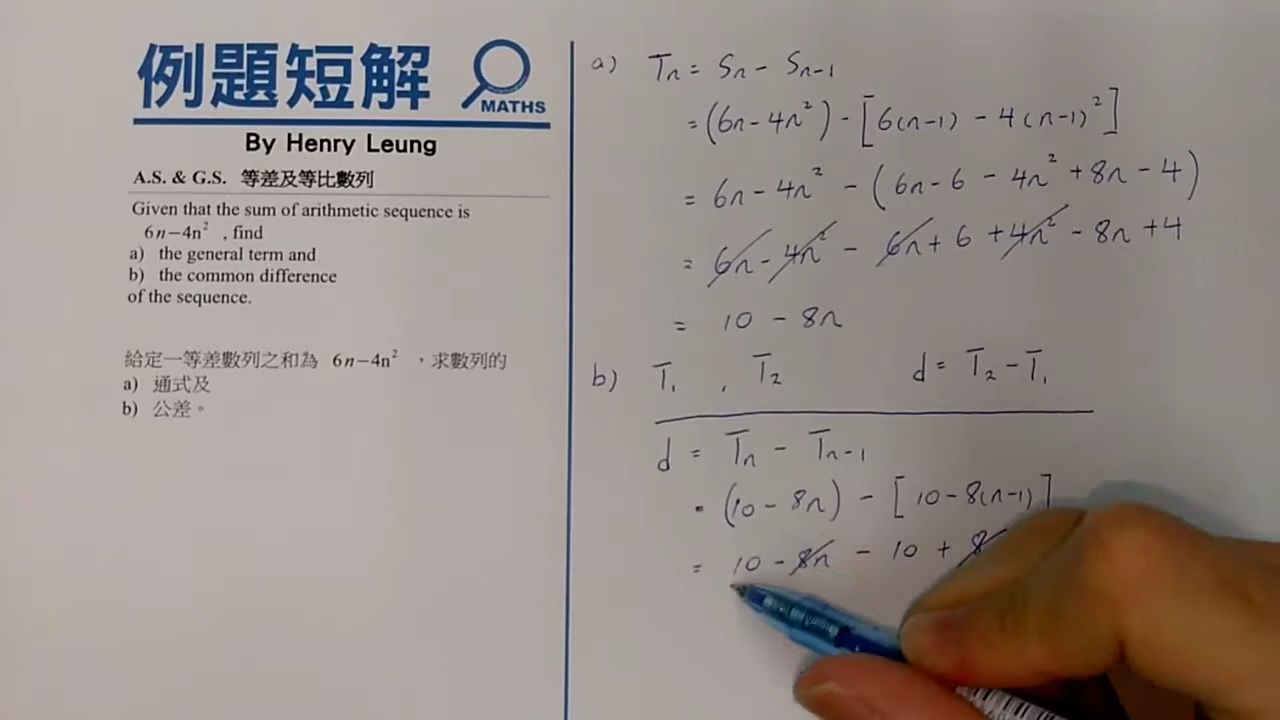 例題短解
MATHS
By Henry Leung
A.S. & G.S. 等差及等比數列
Given that the sum of arithmetic sequence is
6n−4n² , find
a) the general term and
b) the common difference
of the sequence.
給定一等差數列之和為 6n−4n² ，求數列的
a) 通式及
b) 公差。
a) Tn = Sn − Sn−1
= (6n − 4n²) − [6(n−1) − 4(n−1)²]
= 6n − 4n² − (6n − 6 − 4n² + 8n − 4)
= 6n − 4n² − 6n + 6 + 4n² − 8n + 4
= 10 − 8n
b) T₁ , T₂ d = T₂ − T₁
d = Tn − Tn−1
= (10 − 8n) − [10 − 8(n−1)]
= 10 − 8n − 10 + 8